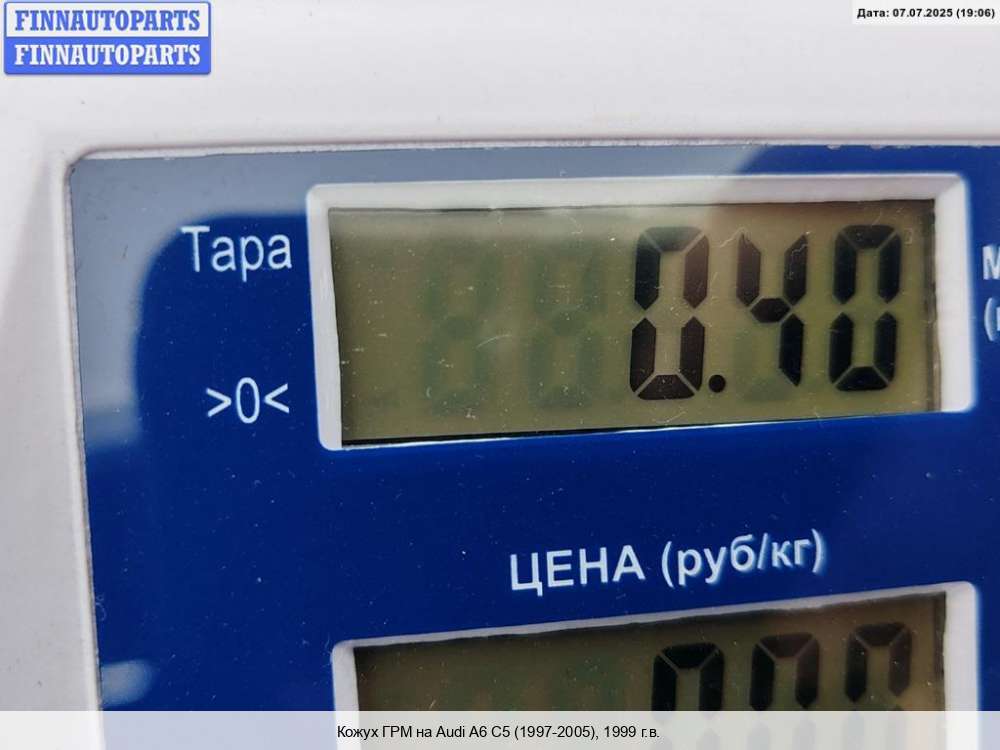 FINNAUTOPARTS
FINNAUTOPARTS
Дата: 07.07.2025 (19:06)
Тара
0.40
>0<
ЦЕНА (руб/кг)
Кожух ГРМ на Audi A6 C5 (1997-2005), 1999 г.в.